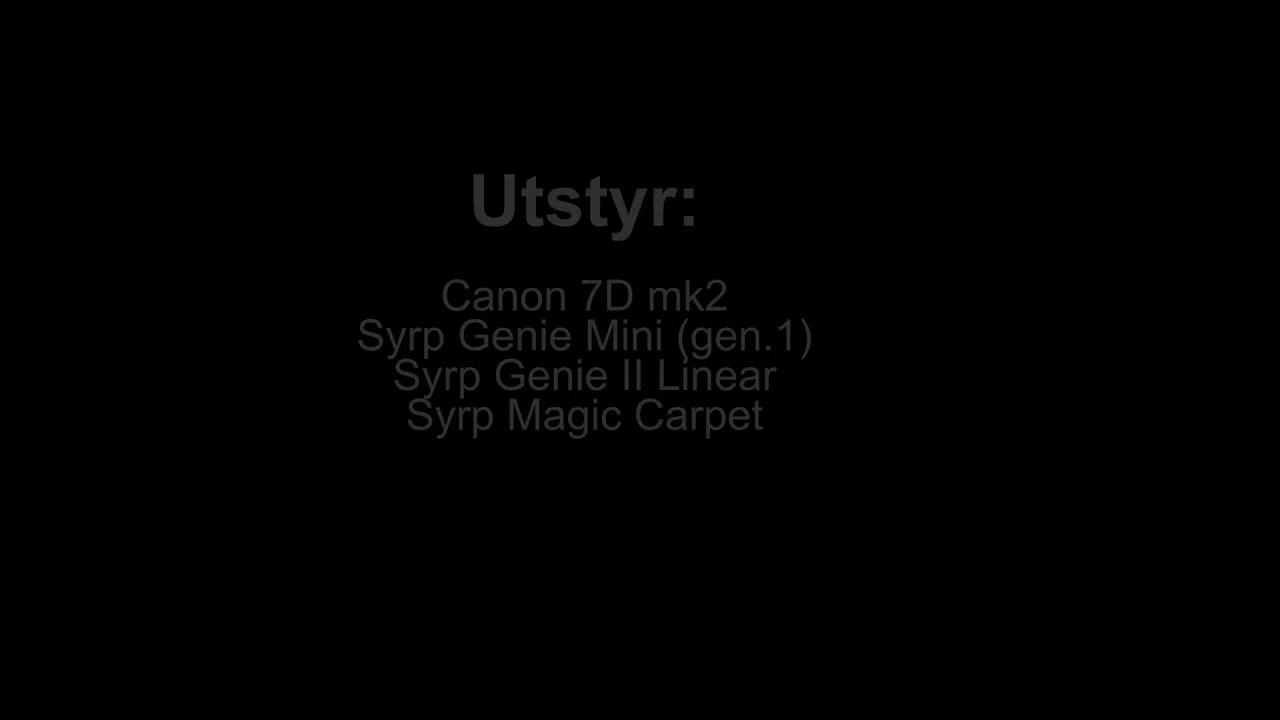 Utstyr:
Canon 7D mk2
Syrp Genie Mini (gen.1)
Syrp Genie II Linear
Syrp Magic Carpet